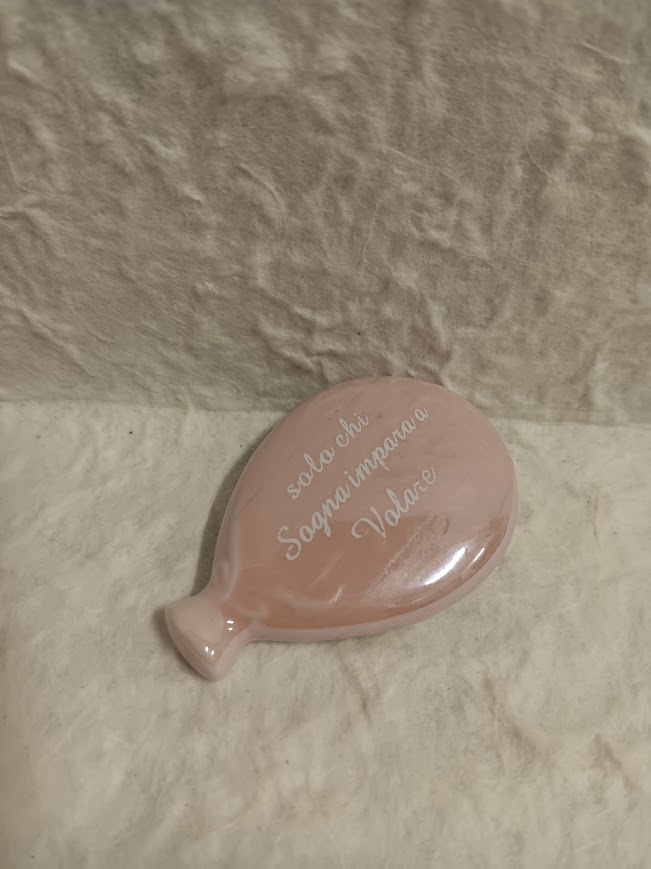 solo chi
Sogna impara a
Volare